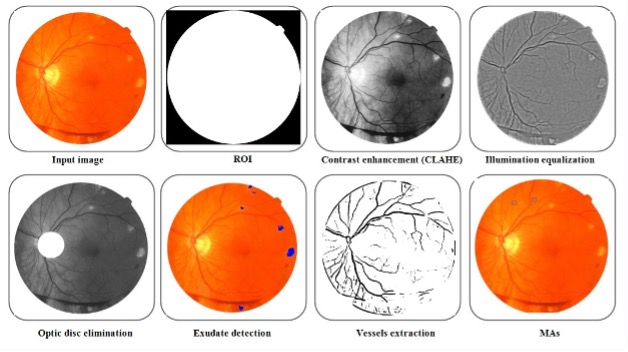 Input image
ROI
Contrast enhancement (CLAHE)
Illumination equalization
Optic disc elimination
Exudate detection
Vessels extraction
MAs